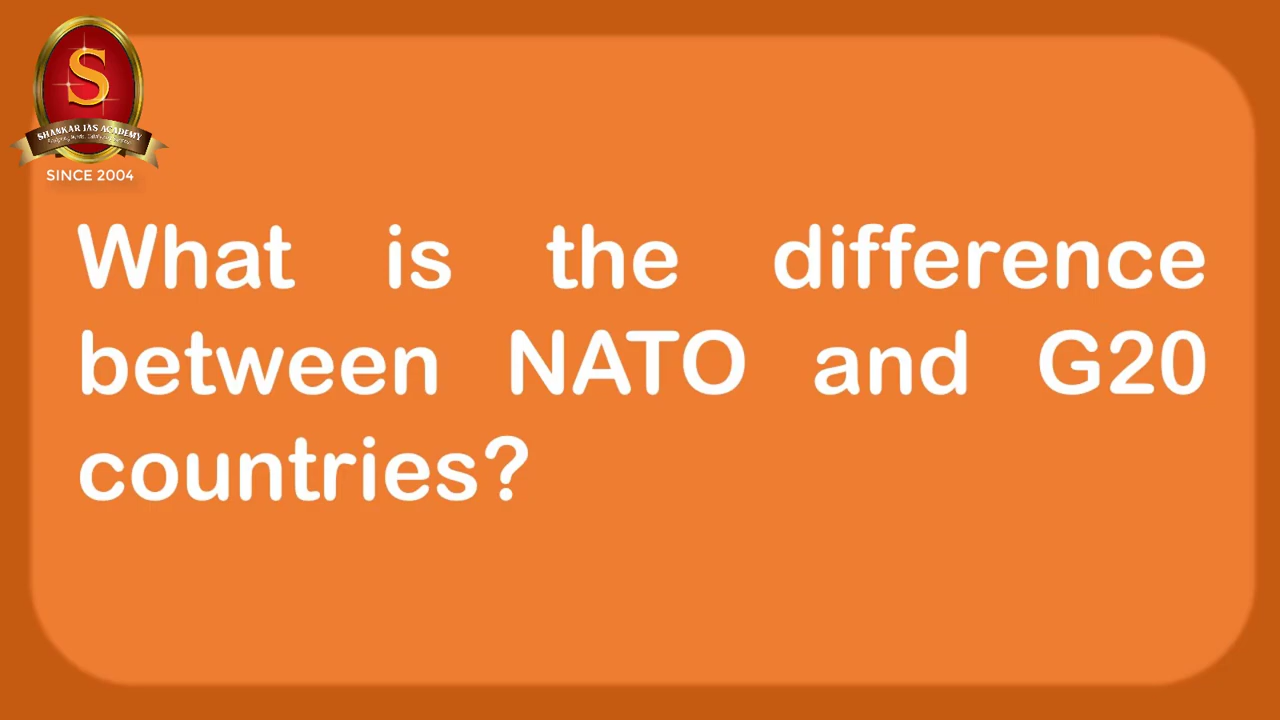 S
SHANKAR IAS ACADEMY
SINCE 2004
What is the difference
between NATO and G20
countries?